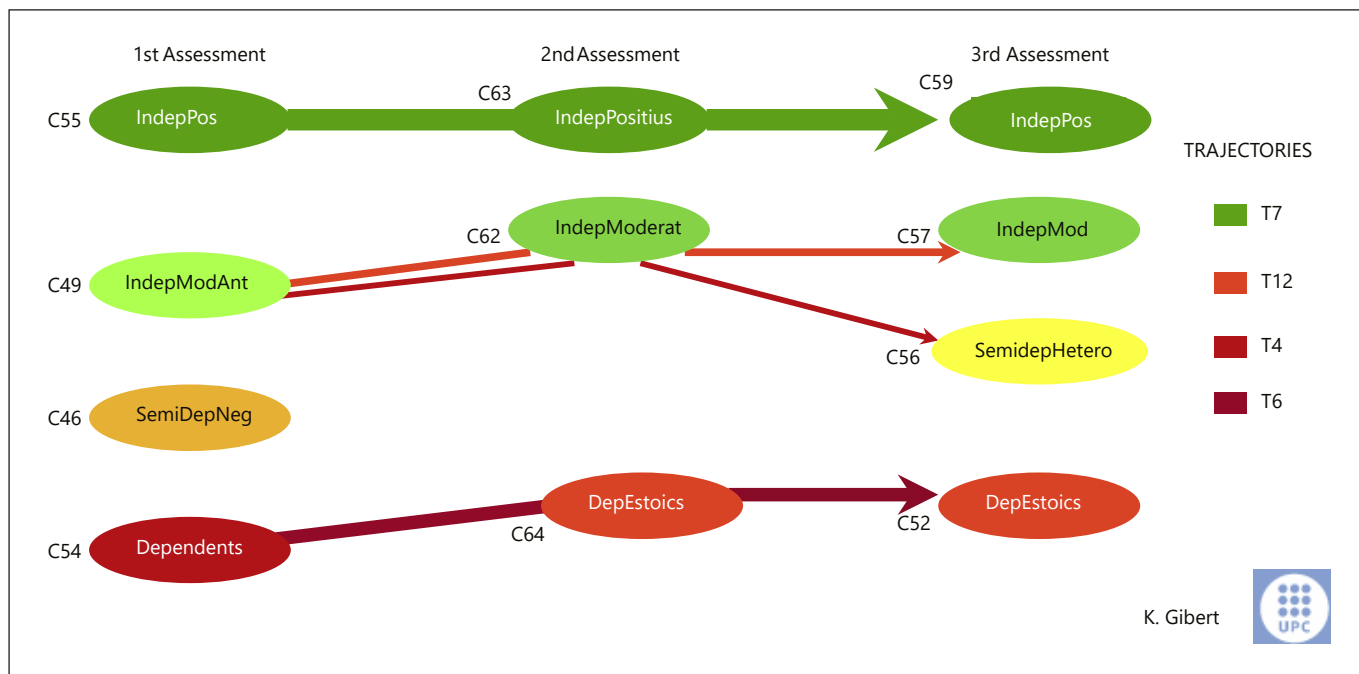 1st Assessment
2nd Assessment
3rd Assessment
C55
IndepPos
C63
IndepPositius
C59
IndepPos
TRAJECTORIES
T7
C49
IndepModAnt
C62
IndepModerat
C57
IndepMod
T12
C56
SemidepHetero
T4
C46
SemiDepNeg
T6
C54
Dependents
C64
DepEstoics
C52
DepEstoics
K. Gibert
UPC